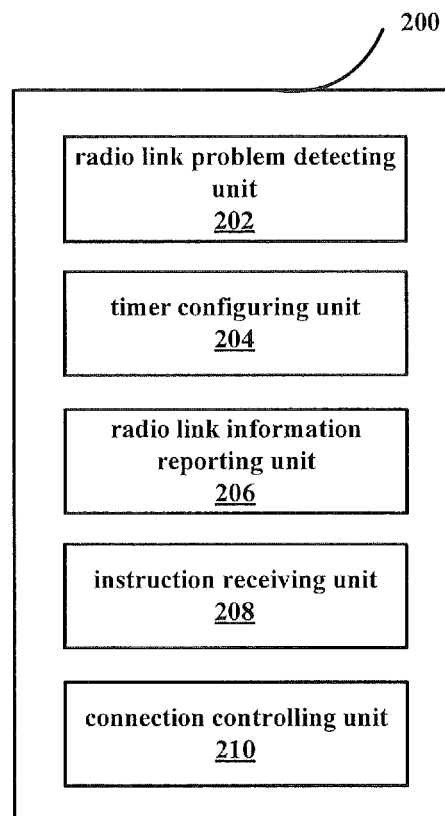 200
radio link problem detecting
unit
202
timer configuring unit
204
radio link information
reporting unit
206
instruction receiving unit
208
connection controlling unit
210